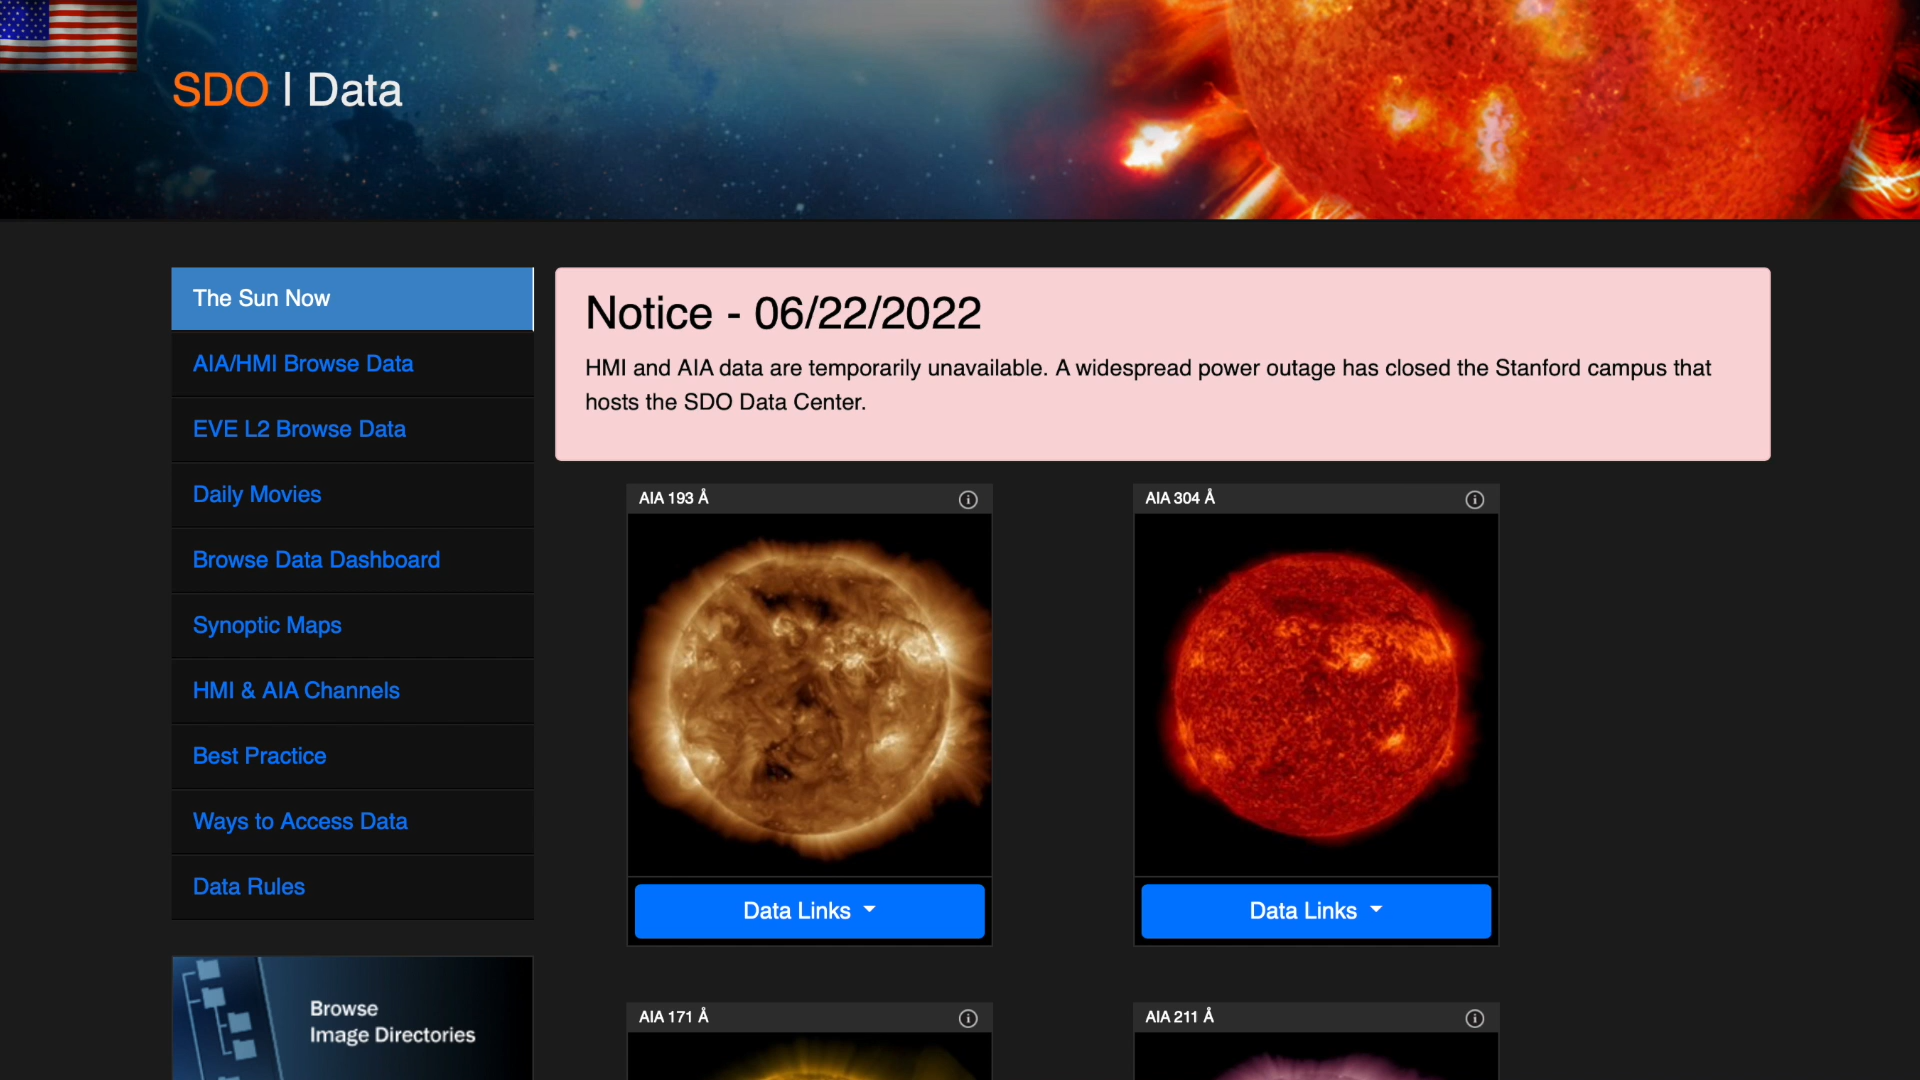 SDO | Data
The Sun Now
AIA/HMI Browse Data
EVE L2 Browse Data
Daily Movies
Browse Data Dashboard
Synoptic Maps
HMI & AIA Channels
Best Practice
Ways to Access Data
Data Rules
Browse
Image Directories
Notice - 06/22/2022
HMI and AIA data are temporarily unavailable. A widespread power outage has closed the Stanford campus that
hosts the SDO Data Center.
AIA 193 Å
Data Links
AIA 304 Å
Data Links
AIA 171 Å
AIA 211 Å